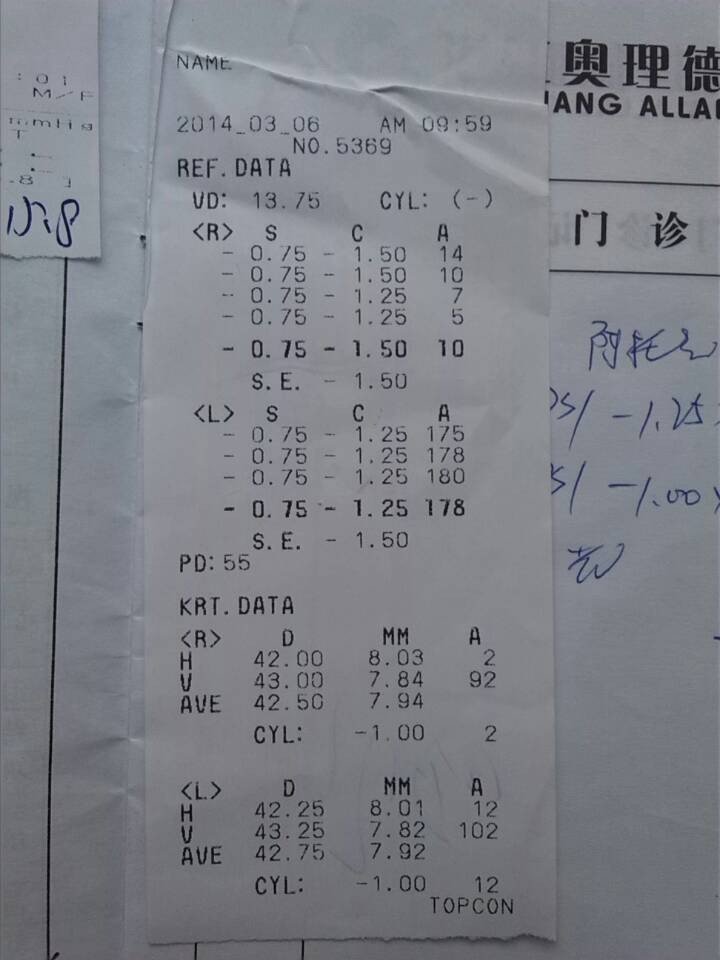 NAME
2014_03_06 AM 09:59
NO.5369
REF.DATA
VD: 13.75 CYL: (-)
<R> S C A
- 0.75 - 1.50 14
- 0.75 - 1.50 10
- 0.75 - 1.25 7
- 0.75 - 1.25 5
- 0.75 - 1.50 10
S.E. - 1.50
<L> S C A
- 0.75 - 1.25 175
- 0.75 - 1.25 178
- 0.75 - 1.25 180
- 0.75 - 1.25 178
S.E. - 1.50
PD: 55
KRT.DATA
<R> D MM A
H 42.00 8.03 2
V 43.00 7.84 92
AVE 42.50 7.94
CYL: -1.00 2
<L> D MM A
H 42.25 8.01 12
V 43.25 7.82 102
AVE 42.75 7.92
CYL: -1.00 12
TOPCON
:01
M/F
mmHg
T
15.8
奥理德
ANG ALLA
门诊
阿托
-1.25
-1.00